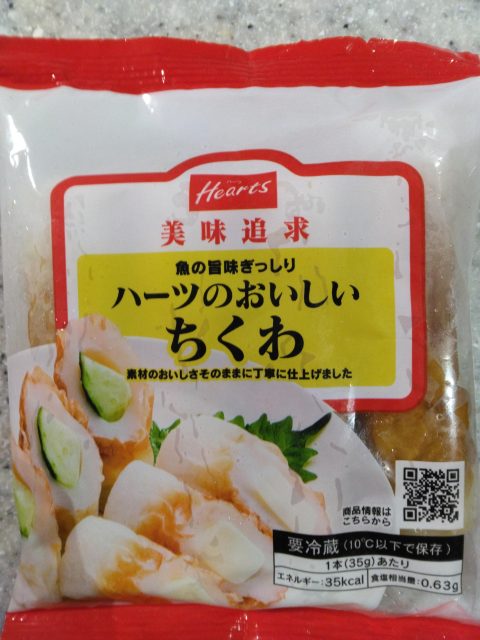 Hearts
美味追求
魚の旨味ぎっしり
ハーツのおいしい
ちくわ
素材のおいしさそのままに丁寧に仕上げました
商品情報は
こちらから
要冷蔵(10℃以下で保存)
1本(35g)あたり
エネルギー:35kcal 食塩相当量:0.63g